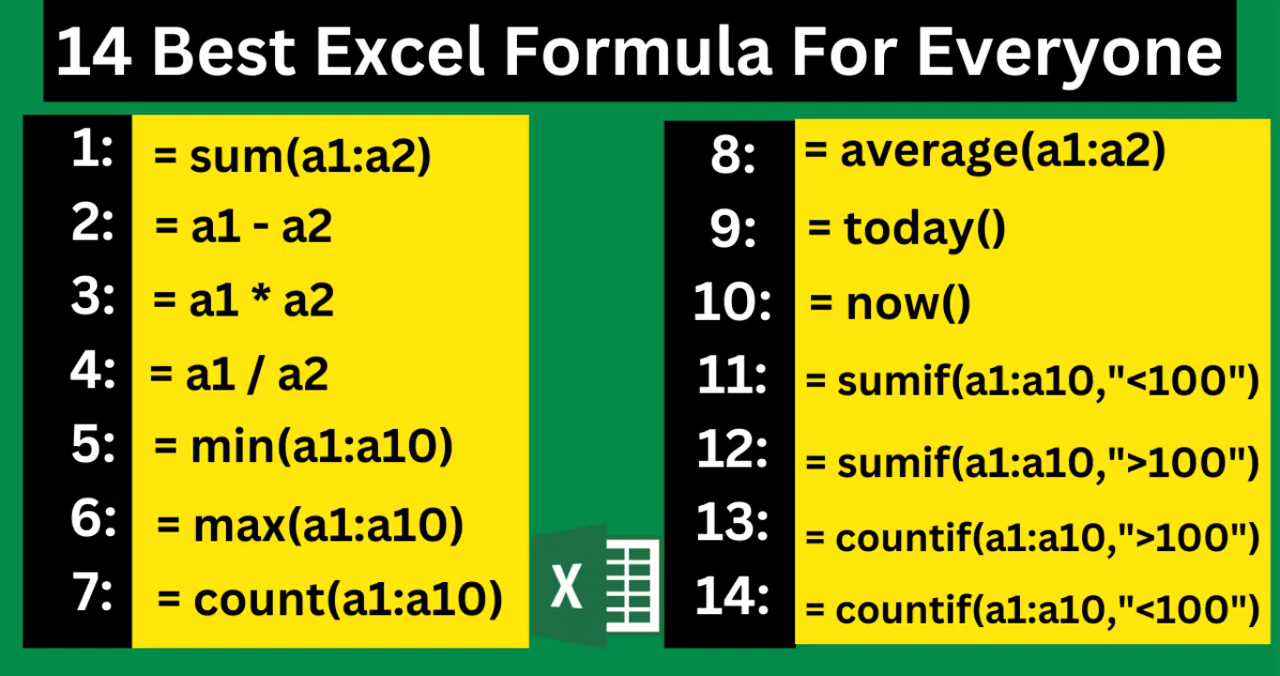 14 Best Excel Formula For Everyone
1: = sum(a1:a2)
2: = a1 - a2
3: = a1 * a2
4: = a1 / a2
5: = min(a1:a10)
6: = max(a1:a10)
7: = count(a1:a10)
X
8: = average(a1:a2)
9: = today()
10: = now()
11: = sumif(a1:a10,"<100")
12: = sumif(a1:a10,">100")
13: = countif(a1:a10,">100")
14: = countif(a1:a10,"<100")